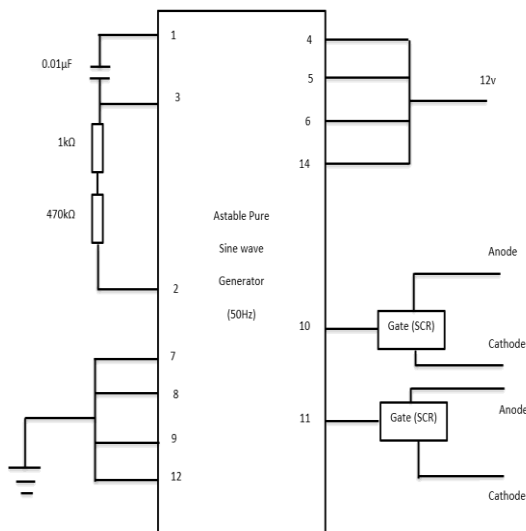 1
0.01µF
3
1kΩ
470kΩ
2
7
8
9
12
Astable Pure
Sine wave
Generator
(50Hz)
4
5
6
14
12v
10
Gate (SCR)
Anode
Cathode
11
Gate (SCR)
Anode
Cathode